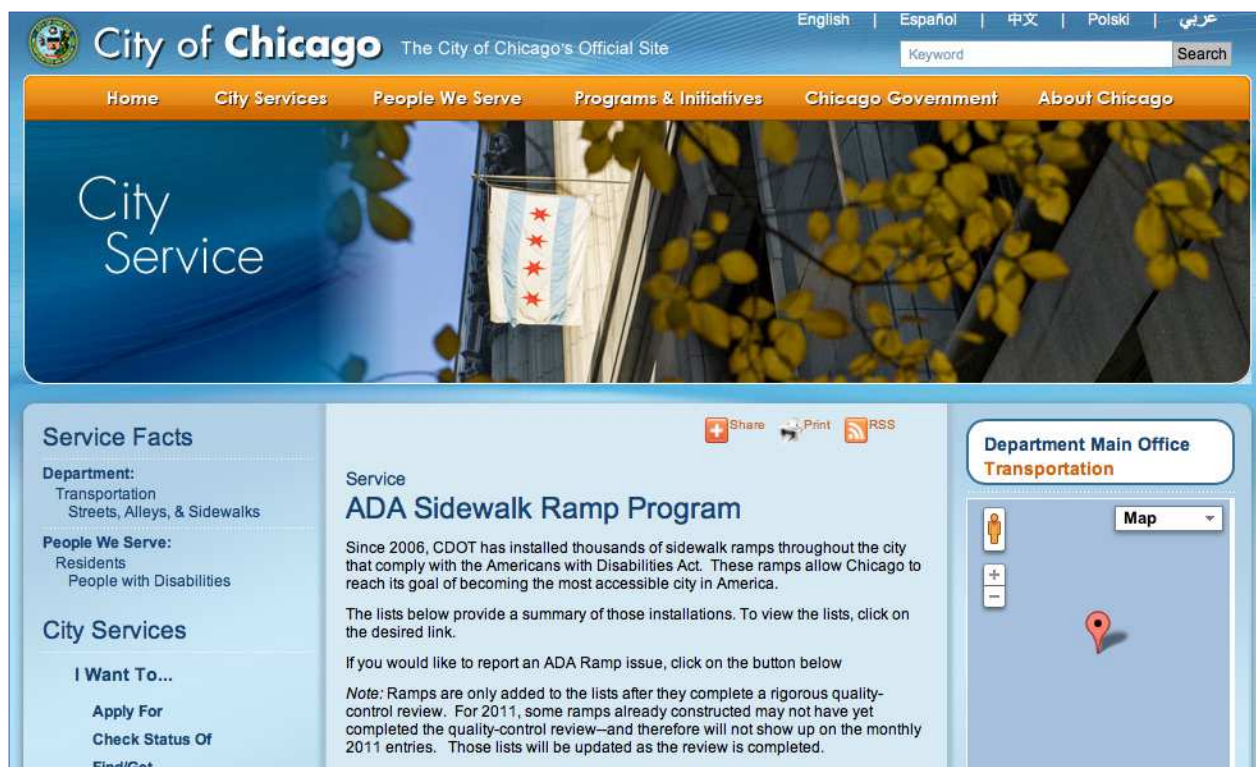 English | Español | 中文 | Polski | عربي
City of Chicago The City of Chicago's Official Site
Keyword Search
Home City Services People We Serve Programs & Initiatives Chicago Government About Chicago
City
Service
Service Facts
Department:
Transportation
Streets, Alleys, & Sidewalks
People We Serve:
Residents
People with Disabilities
City Services
I Want To...
Apply For
Check Status Of
Find/Get
Share Print RSS
Service
ADA Sidewalk Ramp Program
Since 2006, CDOT has installed thousands of sidewalk ramps throughout the city
that comply with the Americans with Disabilities Act. These ramps allow Chicago to
reach its goal of becoming the most accessible city in America.
The lists below provide a summary of those installations. To view the lists, click on
the desired link.
If you would like to report an ADA Ramp issue, click on the button below
Note: Ramps are only added to the lists after they complete a rigorous quality-
control review. For 2011, some ramps already constructed may not have yet
completed the quality-control review--and therefore will not show up on the monthly
2011 entries. Those lists will be updated as the review is completed.
Department Main Office
Transportation
Map